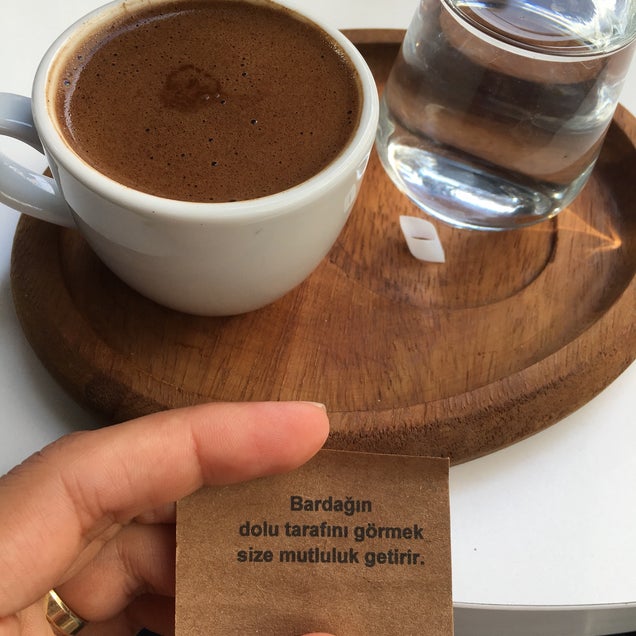 Bardağın
dolu tarafını görmek
size mutluluk getirir.